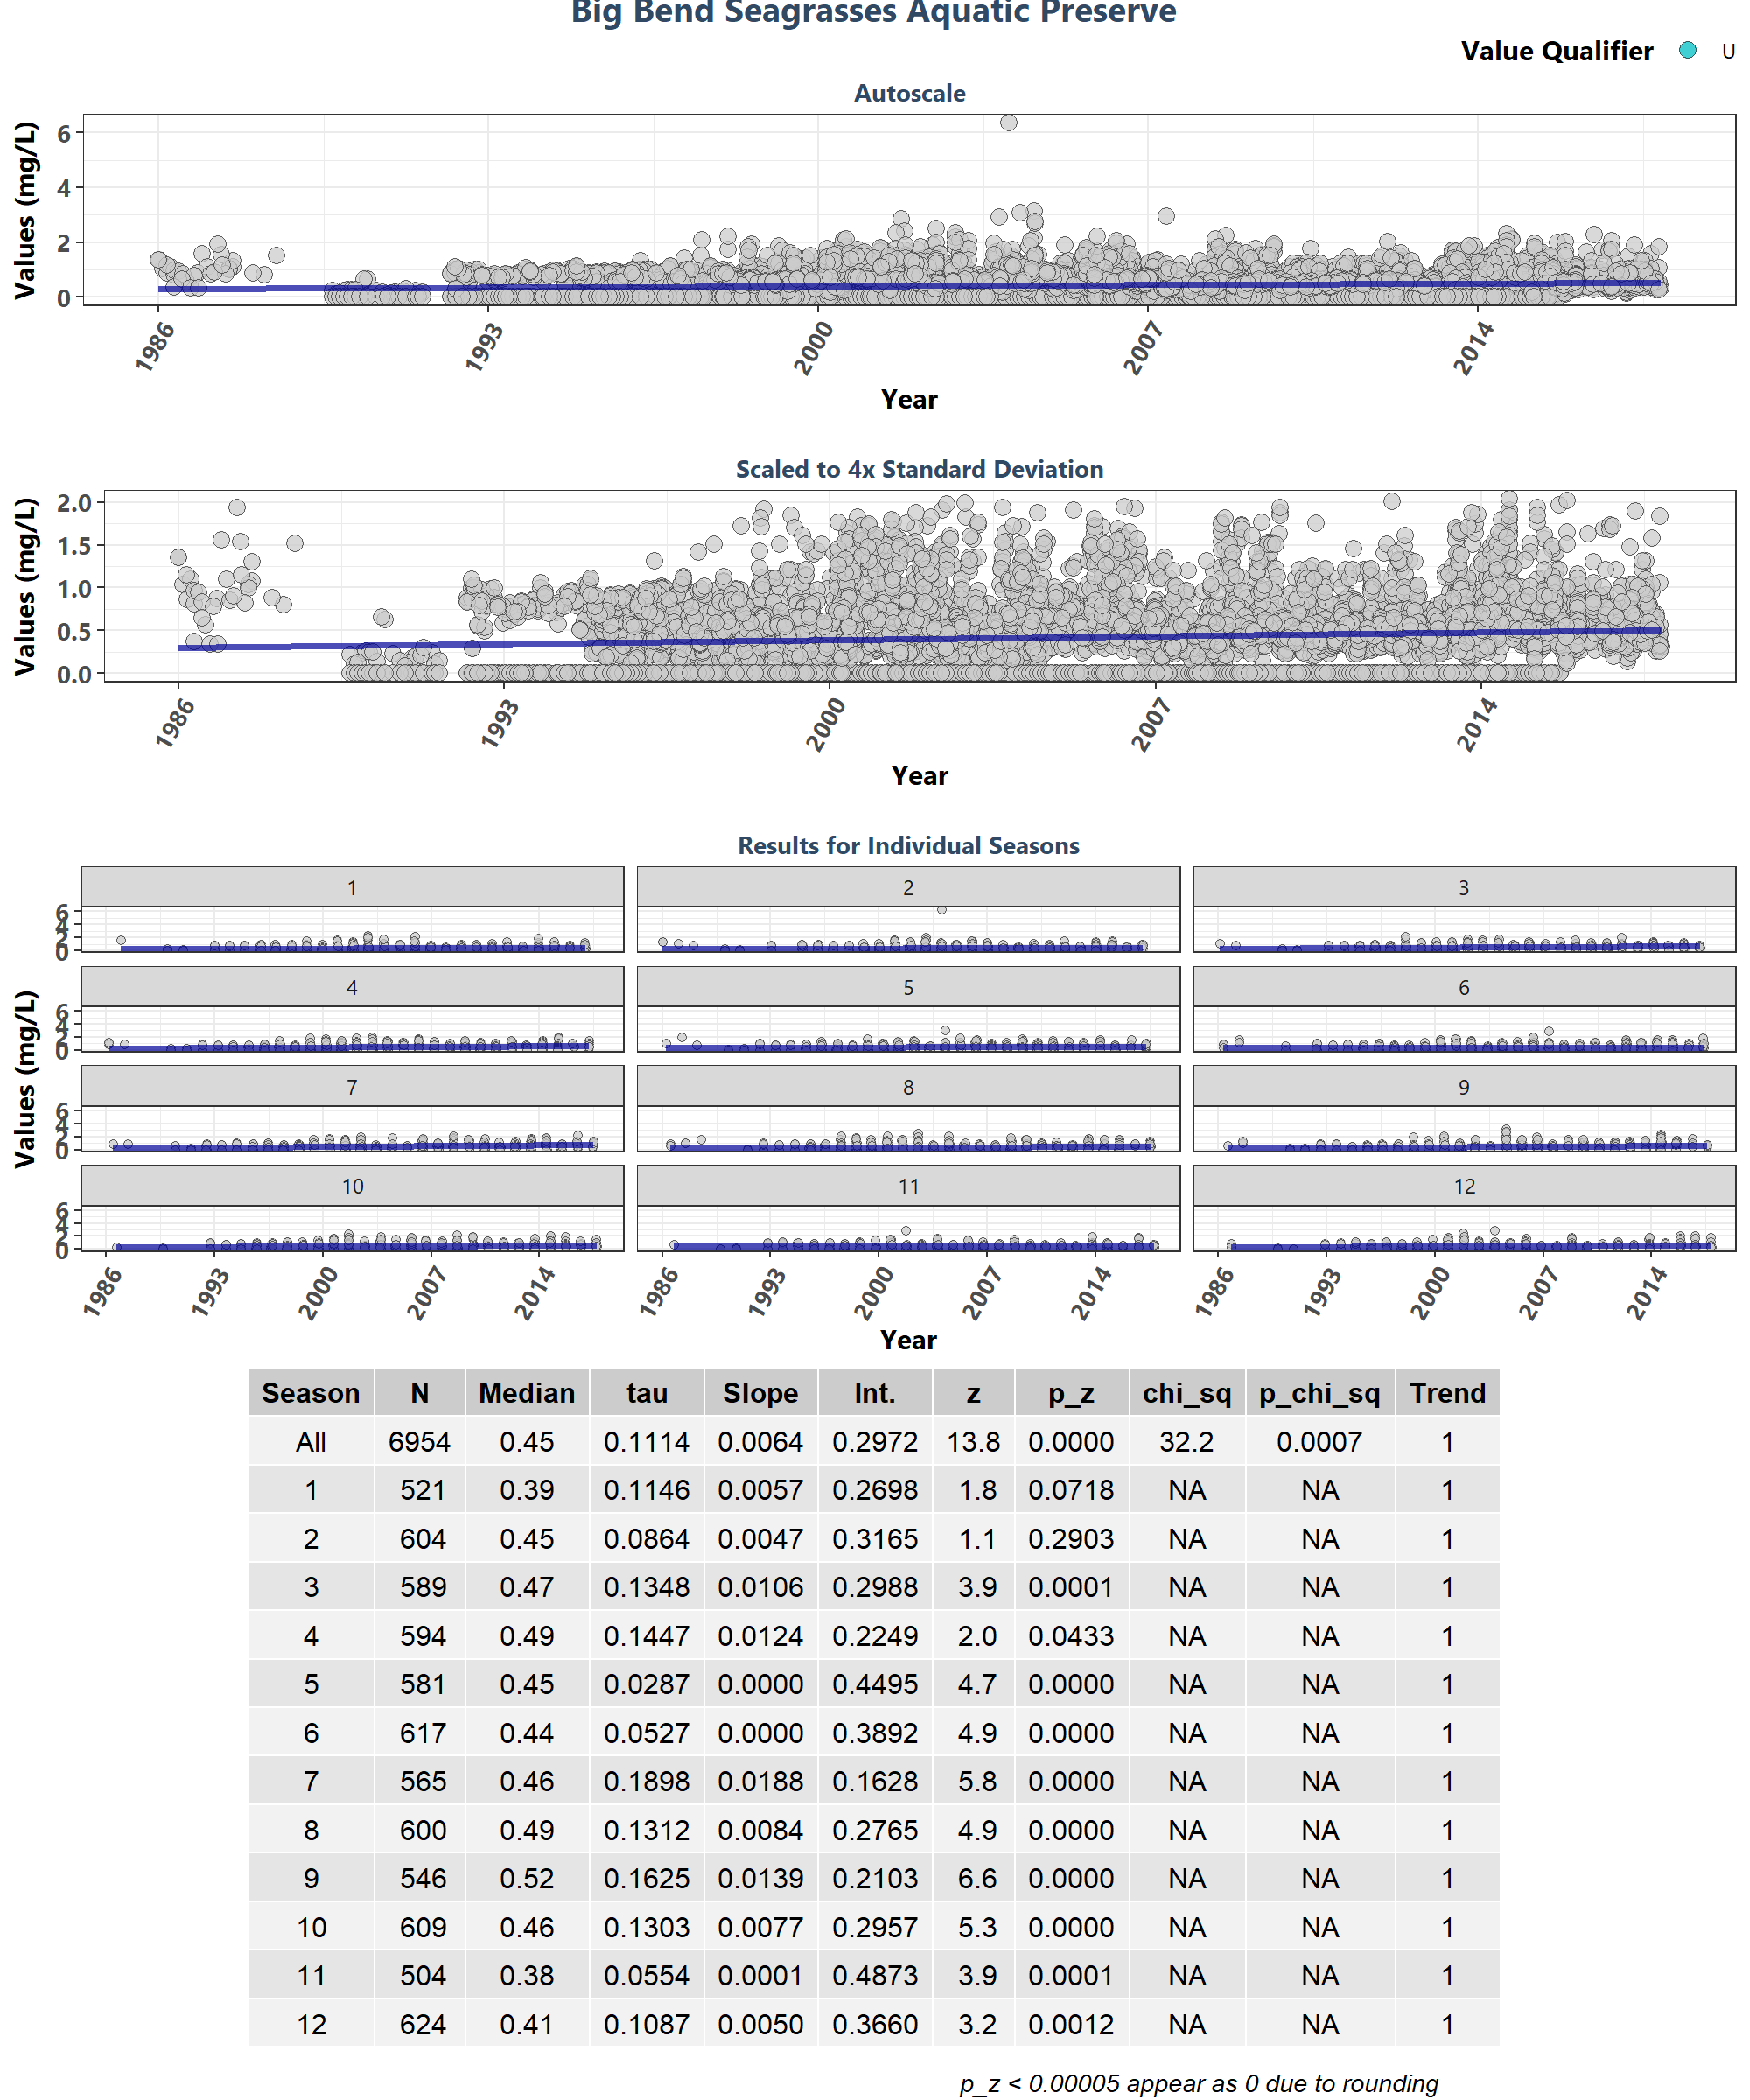 Big Bend Seagrasses Aquatic Preserve
Value Qualifier U
Autoscale
Values (mg/L)
6
4
2
0
1986 1993 2000 2007 2014
Year
Scaled to 4x Standard Deviation
Values (mg/L)
2.0
1.5
1.0
0.5
0.0
1986 1993 2000 2007 2014
Year
Results for Individual Seasons
Values (mg/L)
1 2 3
6
4
2
0
4 5 6
6
4
2
0
7 8 9
6
4
2
0
10 11 12
6
4
2
0
1986 1993 2000 2007 2014 1986 1993 2000 2007 2014 1986 1993 2000 2007 2014
Year
Season N Median tau Slope Int. z p_z chi_sq p_chi_sq Trend
All 6954 0.45 0.1114 0.0064 0.2972 13.8 0.0000 32.2 0.0007 1
1 521 0.39 0.1146 0.0057 0.2698 1.8 0.0718 NA NA 1
2 604 0.45 0.0864 0.0047 0.3165 1.1 0.2903 NA NA 1
3 589 0.47 0.1348 0.0106 0.2988 3.9 0.0001 NA NA 1
4 594 0.49 0.1447 0.0124 0.2249 2.0 0.0433 NA NA 1
5 581 0.45 0.0287 0.0000 0.4495 4.7 0.0000 NA NA 1
6 617 0.44 0.0527 0.0000 0.3892 4.9 0.0000 NA NA 1
7 565 0.46 0.1898 0.0188 0.1628 5.8 0.0000 NA NA 1
8 600 0.49 0.1312 0.0084 0.2765 4.9 0.0000 NA NA 1
9 546 0.52 0.1625 0.0139 0.2103 6.6 0.0000 NA NA 1
10 609 0.46 0.1303 0.0077 0.2957 5.3 0.0000 NA NA 1
11 504 0.38 0.0554 0.0001 0.4873 3.9 0.0001 NA NA 1
12 624 0.41 0.1087 0.0050 0.3660 3.2 0.0012 NA NA 1
p_z < 0.00005 appear as 0 due to rounding